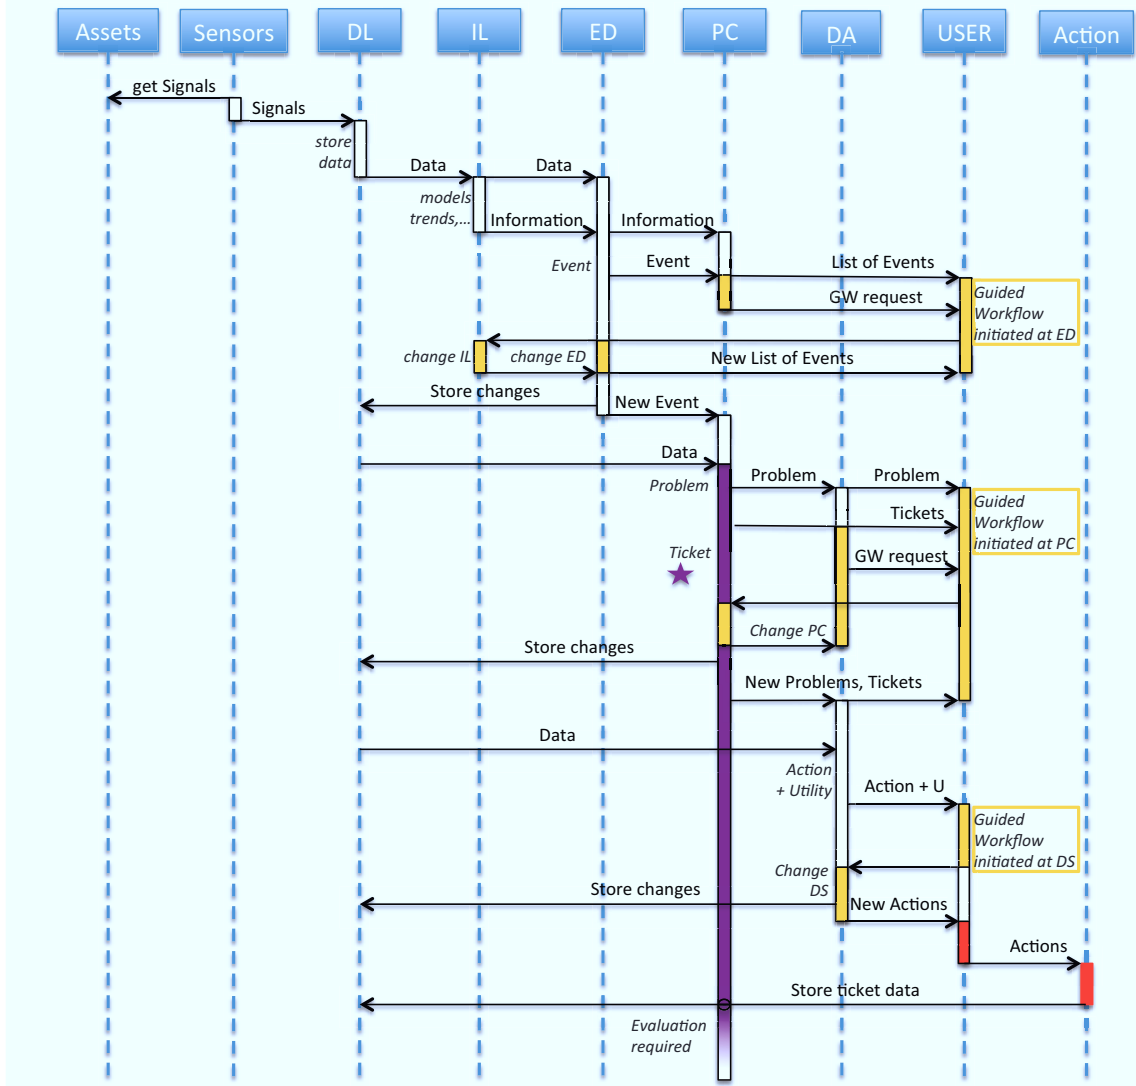 Assets Sensors DL IL ED PC DA USER Action
get Signals
Signals
store
data
Data
Data
models
trends,...
Information
Information
Event
Event
List of Events
GW request
Guided
Workflow
initiated at ED
change IL
change ED
New List of Events
Store changes
New Event
Data
Problem
Problem
Problem
Tickets
Guided
Workflow
initiated at PC
Ticket
GW request
Change PC
Store changes
New Problems, Tickets
Data
Action
+ Utility
Action + U
Guided
Workflow
initiated at DS
Change
DS
Store changes
New Actions
Actions
Store ticket data
Evaluation
required